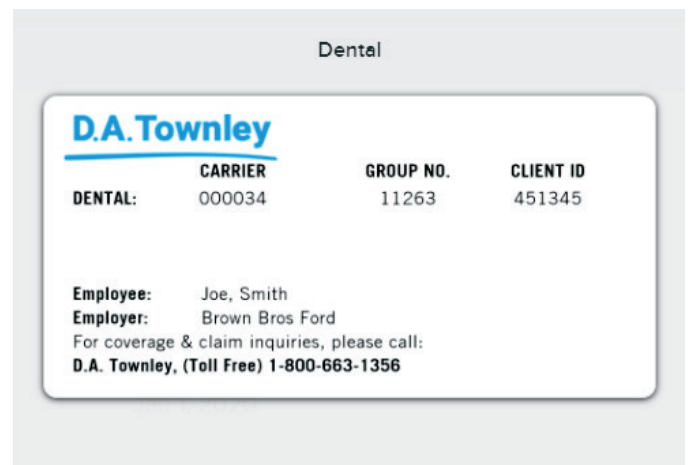 Dental
D.A. Townley
CARRIER GROUP NO. CLIENT ID
DENTAL: 000034 11263 451345
Employee: Joe, Smith
Employer: Brown Bros Ford
For coverage & claim inquiries, please call:
D.A. Townley, (Toll Free) 1-800-663-1356